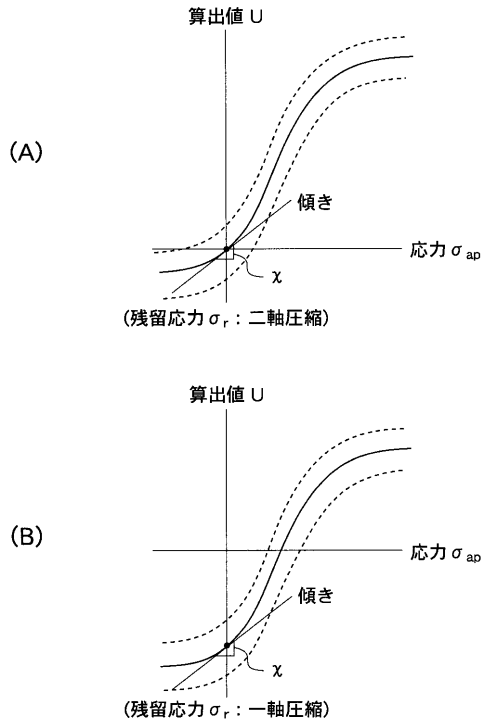 算出値 U
(A)
傾き
応力 σap
χ
(残留応力 σr : 二軸圧縮)
算出値 U
(B)
応力 σap
傾き
χ
(残留応力 σr : 一軸圧縮)